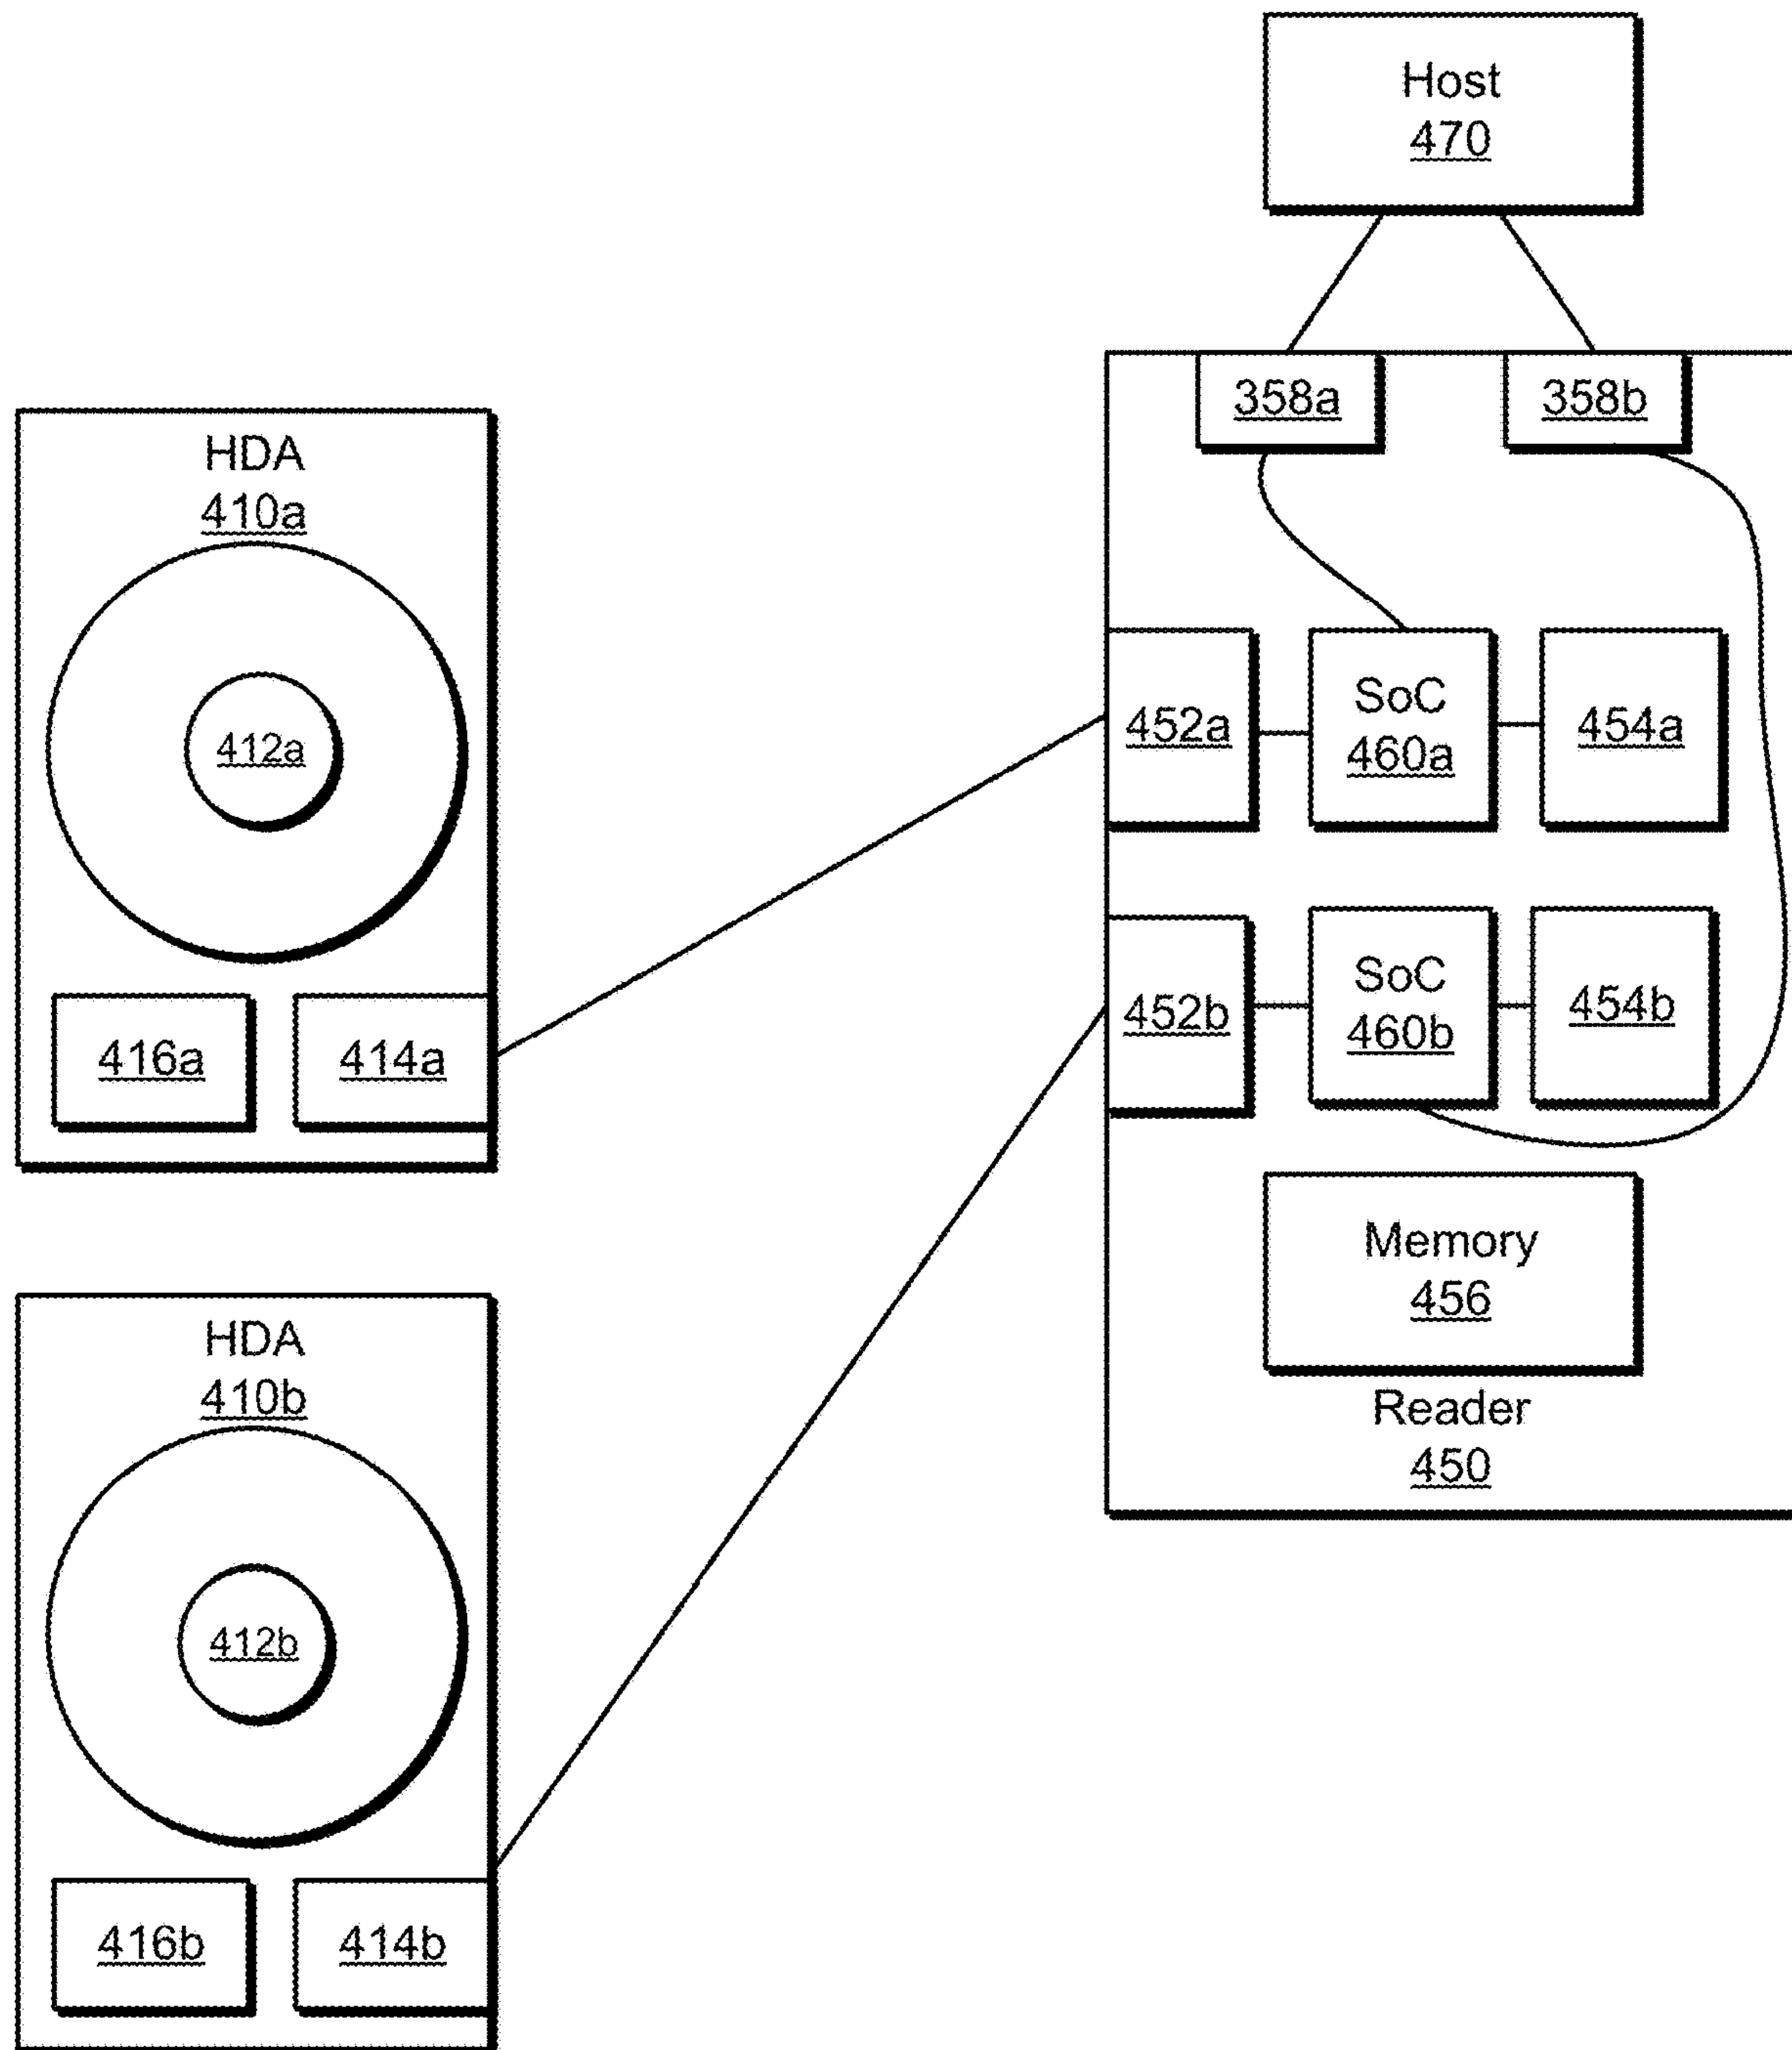 Host
470
358a
358b
HDA
410a
412a
416a
414a
452a
SoC
460a
454a
452b
SoC
460b
454b
Memory
456
Reader
450
HDA
410b
412b
416b
414b